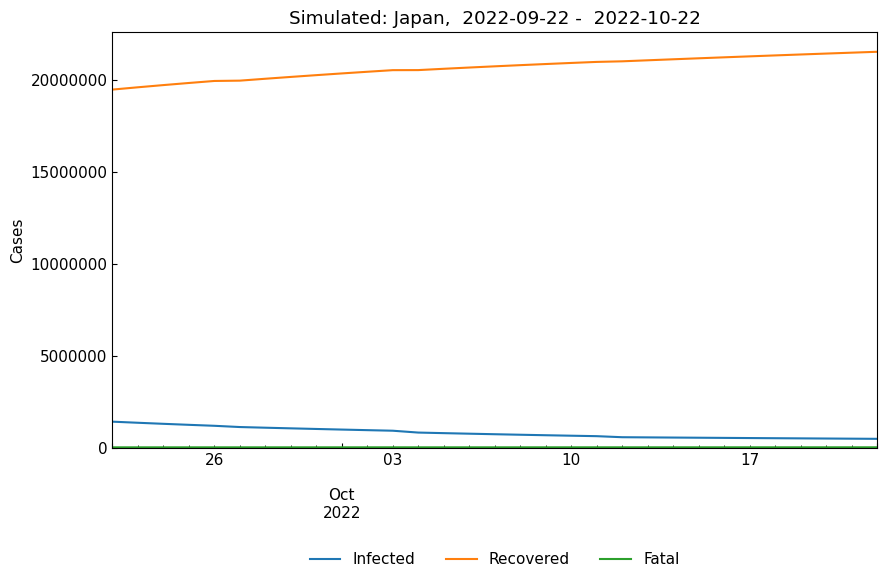 Simulated: Japan,  2022-09-22 -  2022-10-22
Cases
20000000
15000000
10000000
5000000
0
26
03
10
17
Oct
2022
Infected
Recovered
Fatal